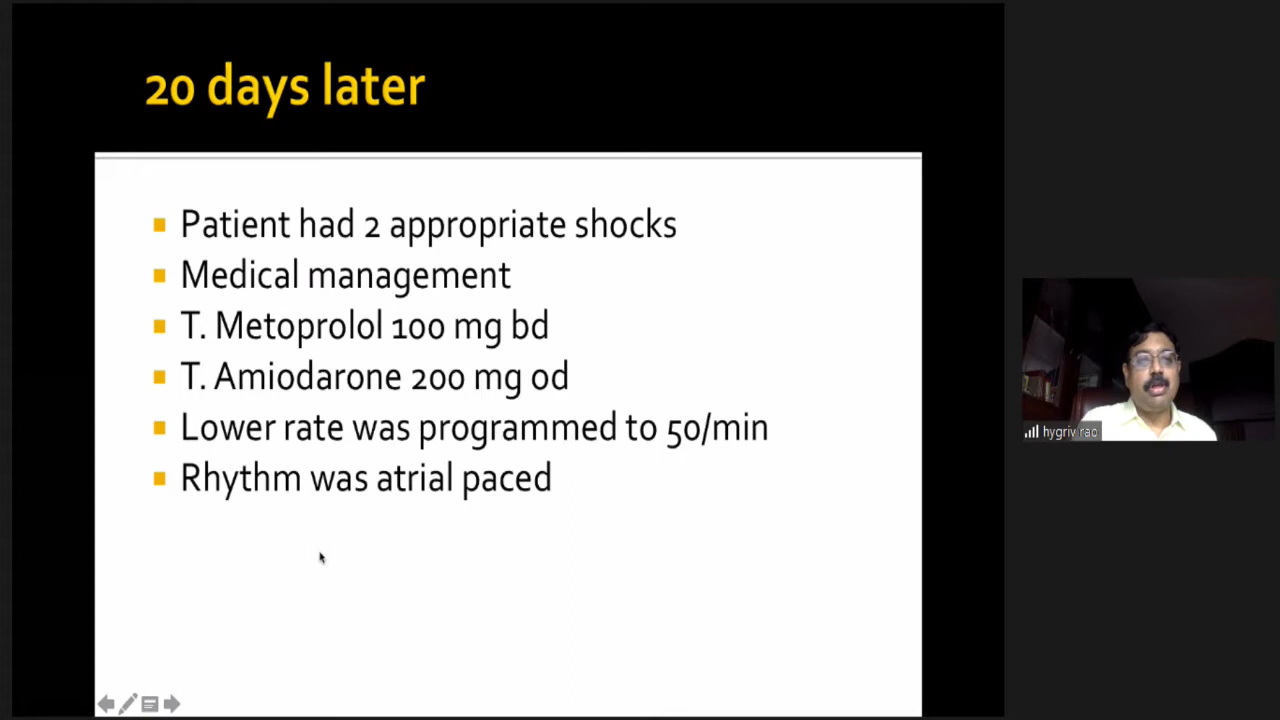 20 days later
Patient had 2 appropriate shocks
Medical management
T. Metoprolol 100 mg bd
T. Amiodarone 200 mg od
Lower rate was programmed to 50/min
Rhythm was atrial paced
hygriv rao